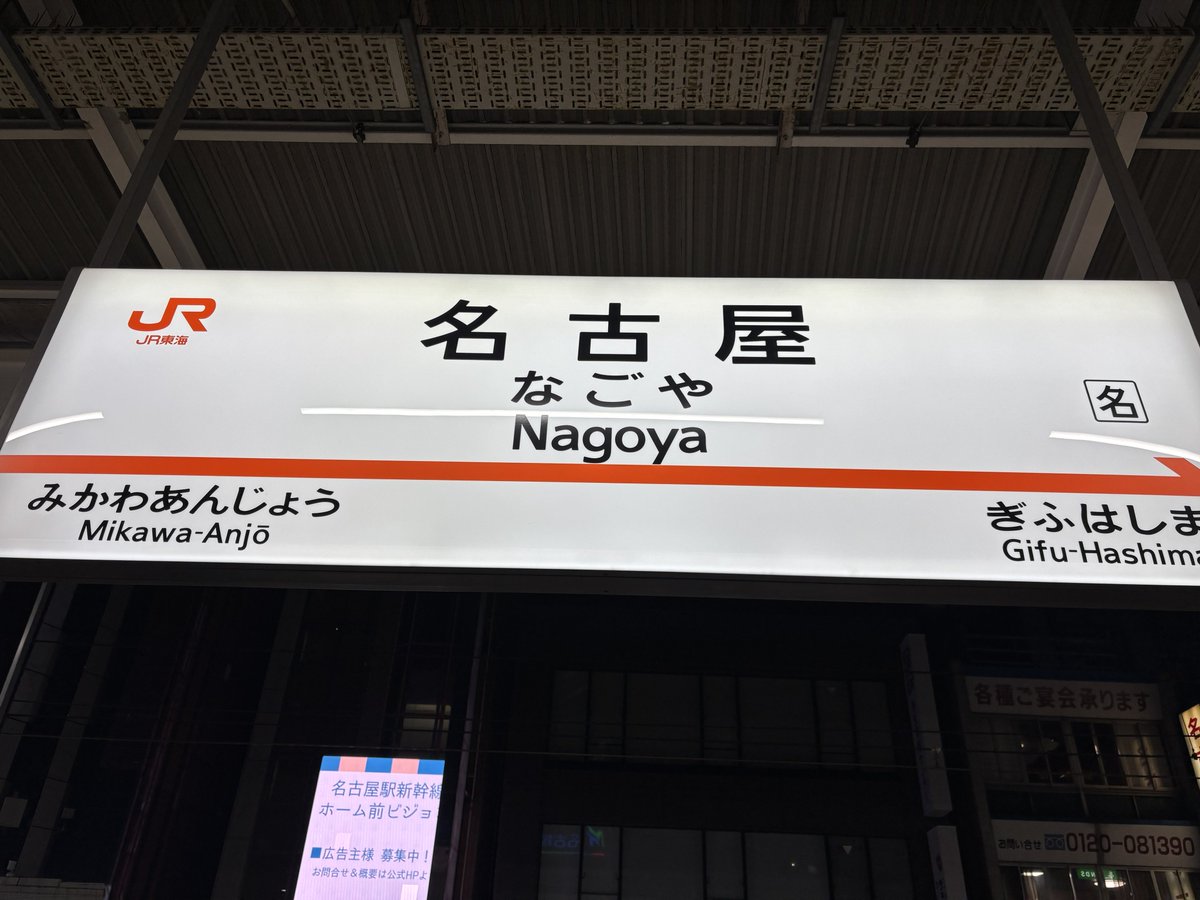 JR
JR東海
名古屋
なごや
Nagoya
名
みかわあんじょう
Mikawa-Anjō
ぎふはしま
Gifu-Hashima
各種ご宴会承ります
名古屋駅新幹線
ホーム前ビジョ
■広告主様 募集中!
お問合せ&概要は公式HPよ
お問い合せ 0120-081390
名